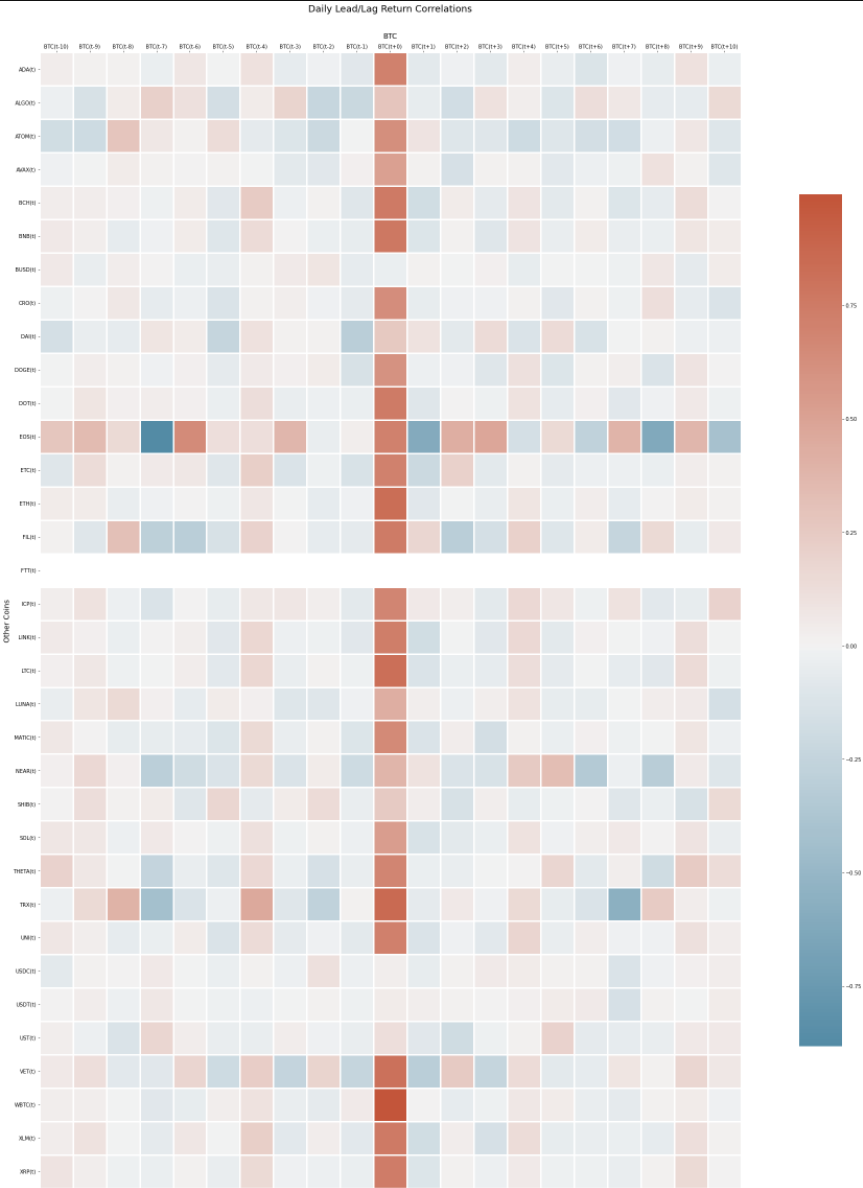 Daily Lead/Lag Return Correlations
BTC
BTC(t-10) BTC(t-9) BTC(t-8) BTC(t-7) BTC(t-6) BTC(t-5) BTC(t-4) BTC(t-3) BTC(t-2) BTC(t-1) BTC(t+0) BTC(t+1) BTC(t+2) BTC(t+3) BTC(t+4) BTC(t+5) BTC(t+6) BTC(t+7) BTC(t+8) BTC(t+9) BTC(t+10)
ADA(t)
ALGO(t)
ATOM(t)
AVAX(t)
BCH(t)
BNB(t)
BUSD(t)
CRO(t)
DAI(t)
DOGE(t)
DOT(t)
EOS(t)
ETC(t)
ETH(t)
FIL(t)
FTT(t)
ICP(t)
LINK(t)
LTC(t)
LUNA(t)
MATIC(t)
NEAR(t)
SHIB(t)
SOL(t)
THETA(t)
TRX(t)
UNI(t)
USDC(t)
USDT(t)
UST(t)
VET(t)
WBTC(t)
XLM(t)
XRP(t)
Other Coins
0.75
0.50
0.25
0.00
−0.25
−0.50
−0.75